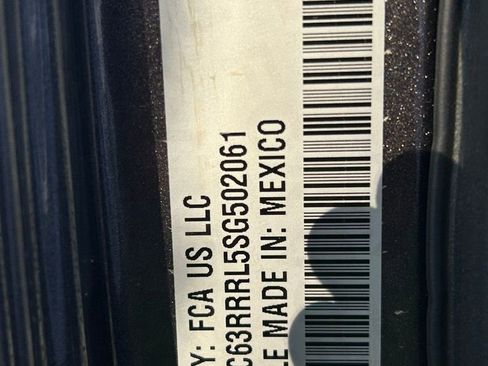 Y: FCA US LLC
C63RRRL5SG502061
LE MADE IN: MEXICO